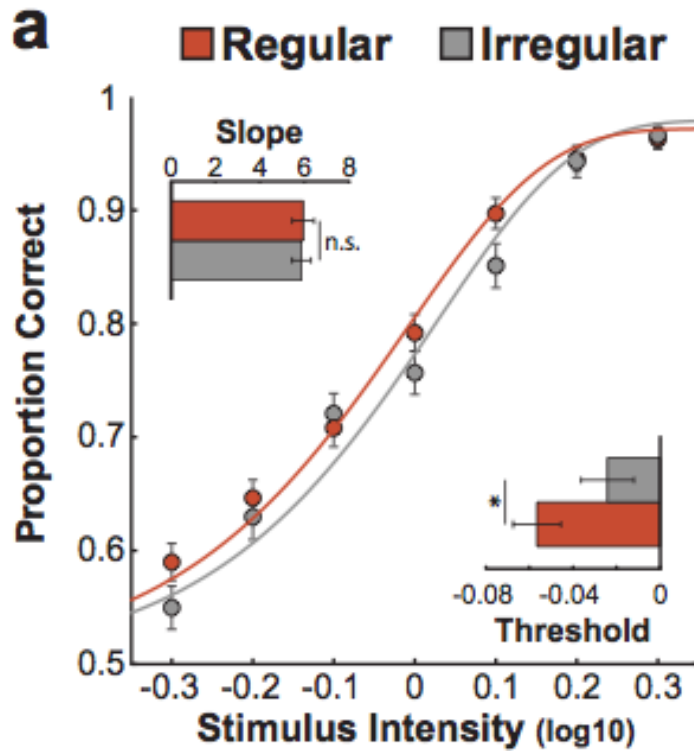 a
Regular Irregular
Slope
0 2 4 6 8
n.s.
Proportion Correct
1
0.9
0.8
0.7
0.6
0.5
*
-0.08 -0.04 0
Threshold
-0.3 -0.2 -0.1 0 0.1 0.2 0.3
Stimulus Intensity (log10)